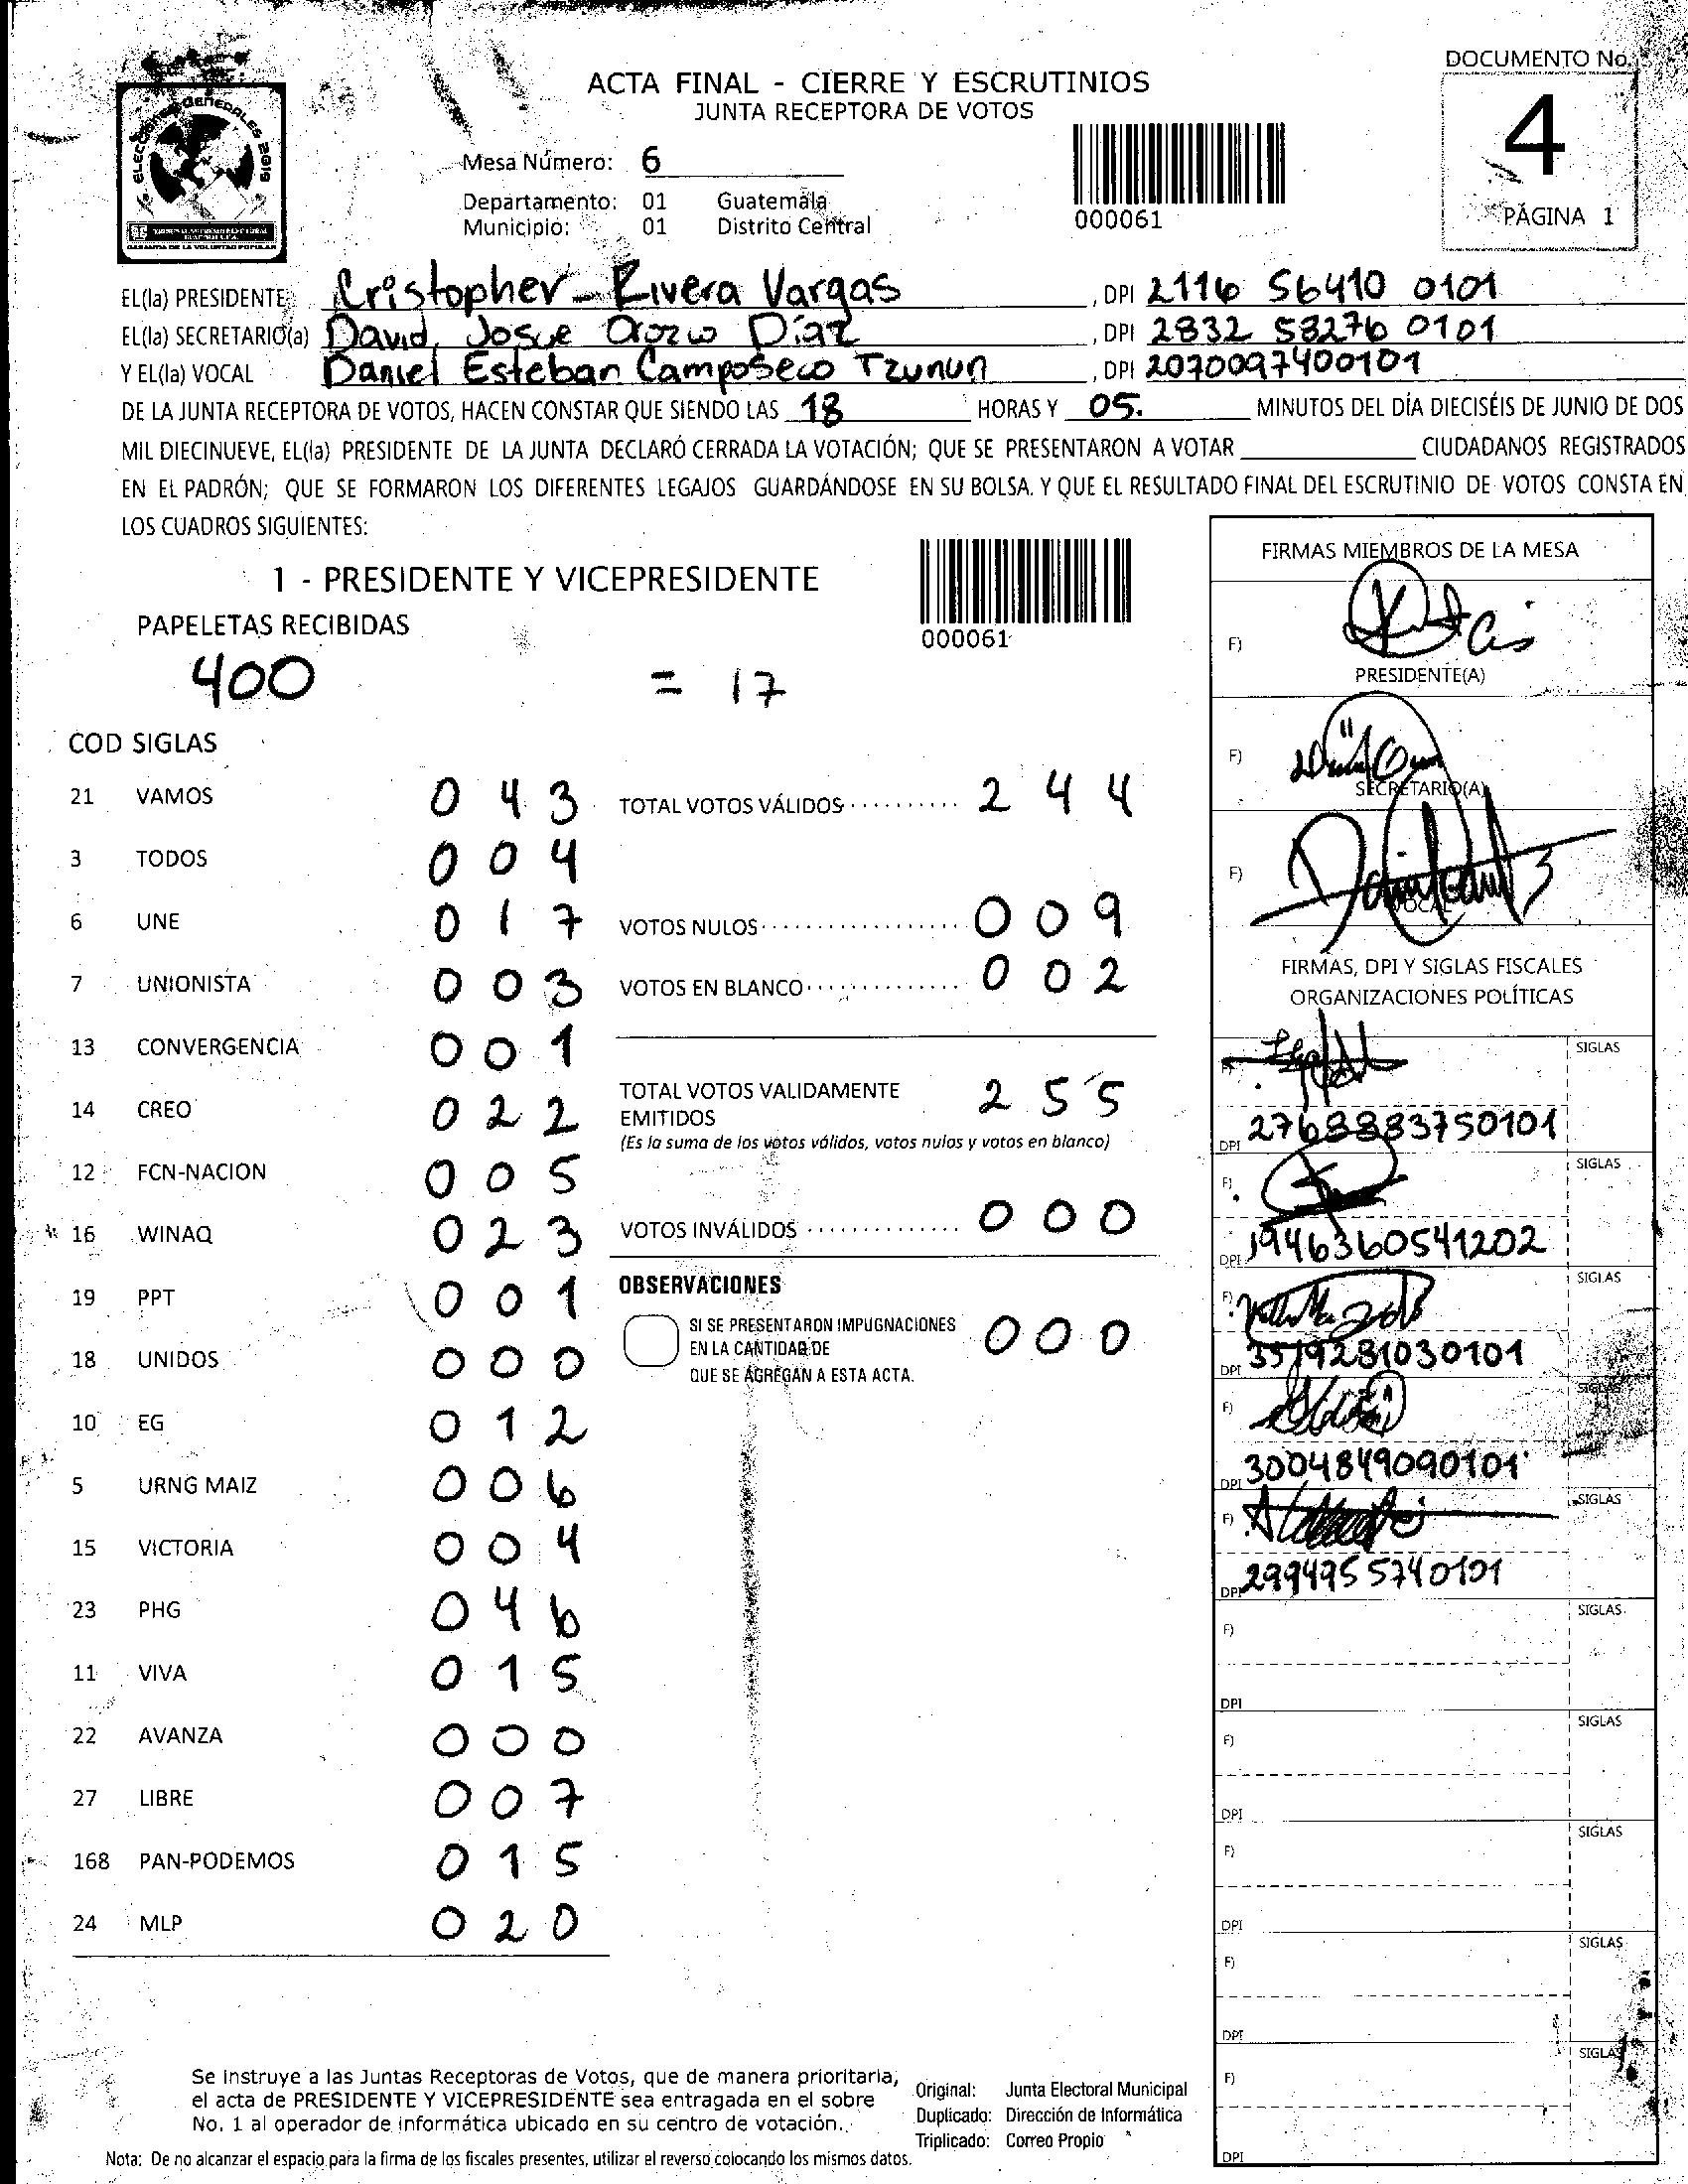 DOCUMENTO No.
ACTA FINAL - CIERRE Y ESCRUTINIOS
JUNTA RECEPTORA DE VOTOS
4
PÁGINA 1
ELECCIONES GENERALES 2019
GARANTIA DE LA VOLUNTAD POPULAR
Mesa Número: 6
Departamento: 01 Guatemala
Municipio: 01 Distrito Central
000061
EL(la) PRESIDENTE Cristopher Rivera Vargas, DPI 2116 56410 0101
EL(la) SECRETARIO(a) David Josue Orozco Díaz, DPI 2832 58276 0101
Y EL(la) VOCAL Daniel Esteban Camposeco Tzunun, DPI 2070097400101
DE LA JUNTA RECEPTORA DE VOTOS, HACEN CONSTAR QUE SIENDO LAS 18 HORAS Y 05. MINUTOS DEL DÍA DIECISÉIS DE JUNIO DE DOS
MIL DIECINUEVE, EL(la) PRESIDENTE DE LA JUNTA DECLARÓ CERRADA LA VOTACIÓN; QUE SE PRESENTARON A VOTAR CIUDADANOS REGISTRADOS
EN EL PADRÓN; QUE SE FORMARON LOS DIFERENTES LEGAJOS GUARDÁNDOSE EN SU BOLSA. Y QUE EL RESULTADO FINAL DEL ESCRUTINIO DE VOTOS CONSTA EN
LOS CUADROS SIGUIENTES:
1 - PRESIDENTE Y VICEPRESIDENTE
000061
PAPELETAS RECIBIDAS
400 = 17
COD SIGLAS
21 VAMOS 0 4 3
3 TODOS 0 0 4
6 UNE 0 1 7
7 UNIONISTA 0 0 3
13 CONVERGENCIA 0 0 1
14 CREO 0 2 2
12 FCN-NACION 0 0 5
16 WINAQ 0 2 3
19 PPT 0 0 1
18 UNIDOS 0 0 0
10 EG 0 1 2
5 URNG MAIZ 0 0 6
15 VICTORIA 0 0 4
23 PHG 0 4 6
11 VIVA 0 1 5
22 AVANZA 0 0 0
27 LIBRE 0 0 7
168 PAN-PODEMOS 0 1 5
24 MLP 0 2 0
TOTAL VOTOS VÁLIDOS .......... 2 4 4
VOTOS NULOS .................. 0 0 9
VOTOS EN BLANCO .............. 0 0 2
TOTAL VOTOS VALIDAMENTE
EMITIDOS 2 5 5
(Es la suma de los votos válidos, votos nulos y votos en blanco)
VOTOS INVÁLIDOS .............. 0 0 0
OBSERVACIONES
SI SE PRESENTARON IMPUGNACIONES
EN LA CANTIDAD DE 0 0 0
QUE SE AGREGAN A ESTA ACTA.
FIRMAS MIEMBROS DE LA MESA
F)
PRESIDENTE(A)
F)
SECRETARIO(A)
F)
VOCAL
FIRMAS, DPI Y SIGLAS FISCALES
ORGANIZACIONES POLÍTICAS
F) SIGLAS
DPI 2768883750101
F) SIGLAS
DPI 1946360541202
F) SIGLAS
DPI 3519281030101
F) SIGLAS
DPI 3004849090101
F) SIGLAS
DPI 2994955740101
F) SIGLAS
DPI
F) SIGLAS
DPI
F) SIGLAS
DPI
F) SIGLAS
DPI
F) SIGLAS
DPI
Se instruye a las Juntas Receptoras de Votos, que de manera prioritaria,
el acta de PRESIDENTE Y VICEPRESIDENTE sea entragada en el sobre
No. 1 al operador de informática ubicado en su centro de votación.
Original: Junta Electoral Municipal
Duplicado: Dirección de Informática
Triplicado: Correo Propio
Nota: De no alcanzar el espacio para la firma de los fiscales presentes, utilizar el reverso colocando los mismos datos.